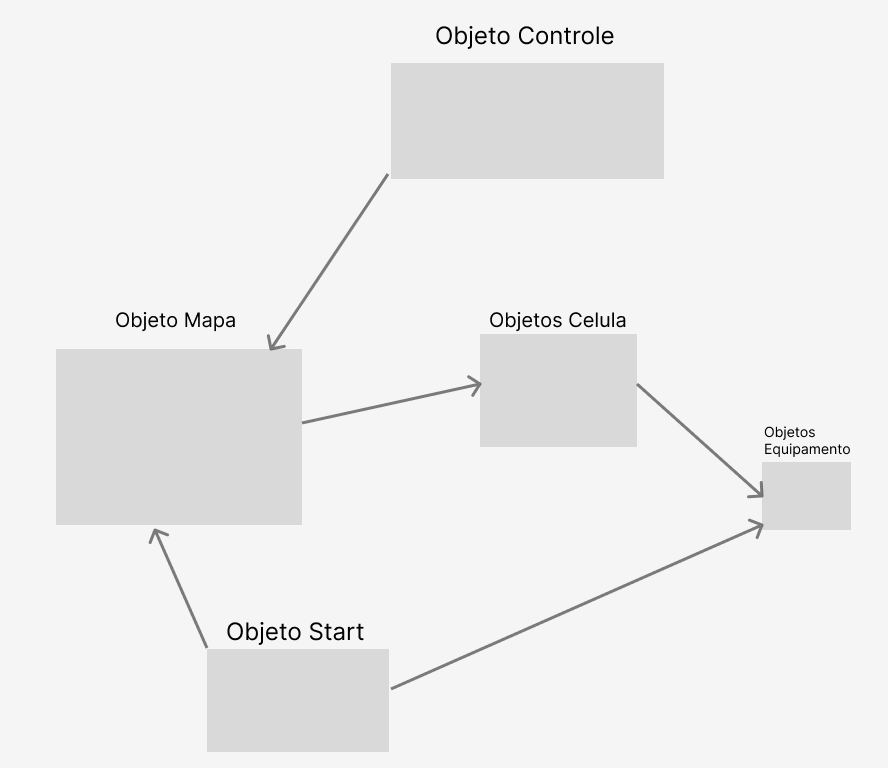 Objeto Controle
Objeto Mapa
Objetos Celula
Objetos
Equipamento
Objeto Start